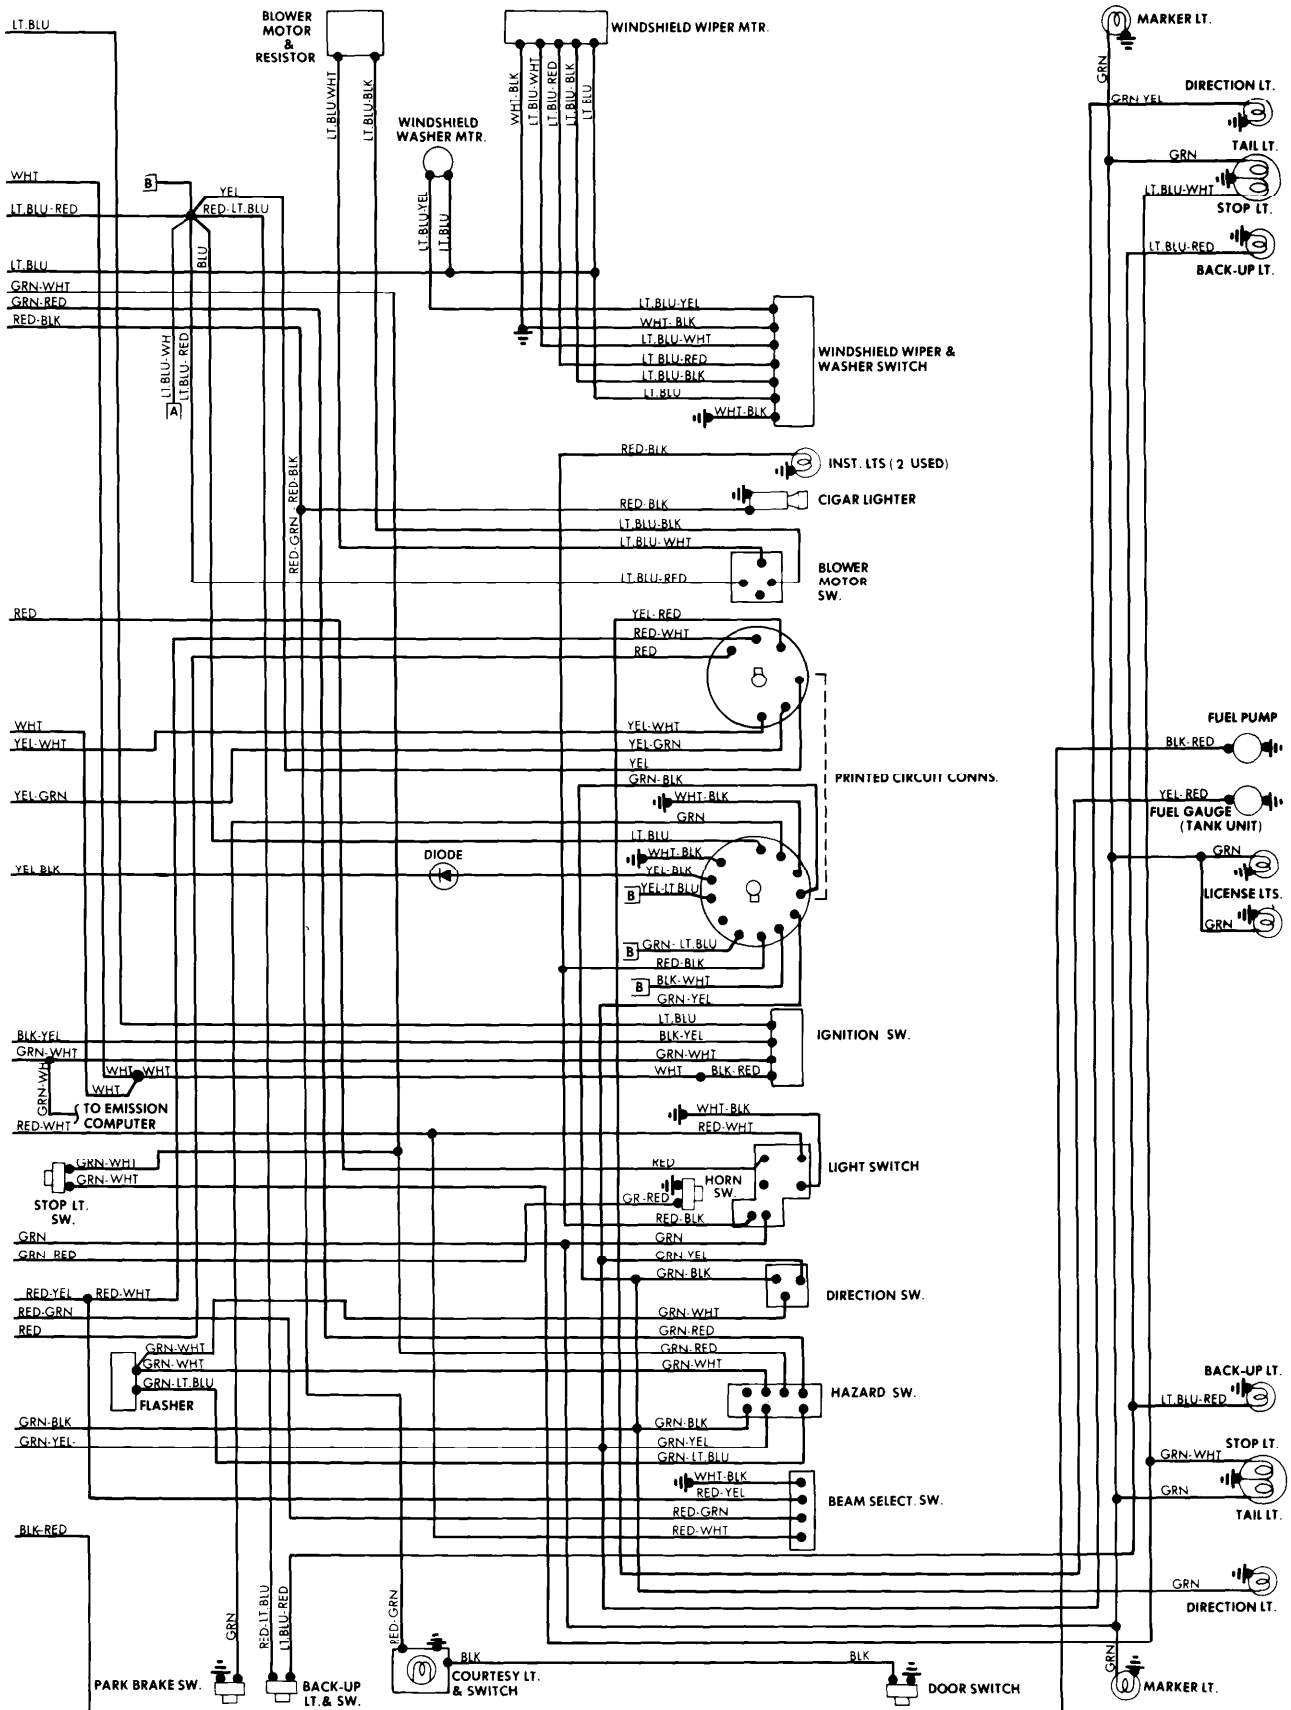 LT.BLU
BLOWER
MOTOR
&
RESISTOR
WINDSHIELD WIPER MTR.
MARKER LT.
LT.BLU-WHT
LT.BLU-BLK
WHT-BLK
LT.BLU-WHT
LT.BLU-RED
LT.BLU-BLK
LT BLU
GRN
DIRECTION LT.
GRN YEL
WINDSHIELD
WASHER MTR.
TAIL LT.
GRN
LT.BLU-WHT
STOP LT.
WHT
B
YEL
LT.BLU-RED
RED-LT.BLU
LT.BLU-YEL
LT.BLU
BLU
LT.BLU-RED
BACK-UP LT.
LT.BLU
GRN-WHT
GRN-RED
RED-BLK
LT.BLU-YEL
WHT-BLK
LT.BLU-WHT
LT BLU-RED
LT.BLU-BLK
LT.BLU
WHT-BLK
WINDSHIELD WIPER &
WASHER SWITCH
LT.BLU-WH
LT.BLU-RED
A
RED-BLK
INST. LTS (2 USED)
RED-GRN
RED-BLK
RED-BLK
CIGAR LIGHTER
LT.BLU-BLK
LT.BLU-WHT
LT.BLU-RED
BLOWER
MOTOR
SW.
RED
YEL-RED
RED-WHT
RED
WHT
YEL-WHT
YEL-WHT
YEL-GRN
YEL
FUEL PUMP
BLK-RED
GRN-BLK
PRINTED CIRCUIT CONNS.
YEL-GRN
WHT-BLK
GRN
YEL-RED
FUEL GAUGE
(TANK UNIT)
LT.BLU
DIODE
WHT-BLK
GRN
YEL BLK
YEL-BLK
B
YEL-LT.BLU
LICENSE LTS.
GRN
B
GRN-LT.BLU
RED-BLK
B
BLK-WHT
GRN-YEL
LT.BLU
BLK-YEL
BLK-YEL
IGNITION SW.
GRN-WHT
GRN-WHT
WHT
WHT
WHT
BLK-RED
WHT
GRN-WH
TO EMISSION
COMPUTER
WHT-BLK
RED-WHT
RED-WHT
GRN-WHT
GRN-WHT
STOP LT.
SW.
RED
LIGHT SWITCH
HORN
SW.
GR-RED
RED-BLK
GRN
GRN
GRN RED
GRN YEL
GRN-BLK
RED-YEL
RED-WHT
DIRECTION SW.
RED-GRN
GRN-WHT
RED
GRN-RED
GRN-WHT
GRN-RED
GRN-WHT
GRN-WHT
GRN-LT.BLU
FLASHER
HAZARD SW.
BACK-UP LT.
LT.BLU-RED
GRN-BLK
GRN-BLK
GRN-YEL-
GRN-YEL
GRN-LT.BLU
STOP LT.
GRN-WHT
WHT-BLK
RED-YEL
RED-GRN
RED-WHT
BEAM SELECT. SW.
GRN
TAIL LT.
BLK-RED
GRN
DIRECTION LT.
GRN
RED-LT.BLU
LT.BLU-RED
RED-GRN
GRN
BLK
BLK
PARK BRAKE SW.
BACK-UP
LT.& SW.
COURTESY LT.
& SWITCH
DOOR SWITCH
MARKER LT.